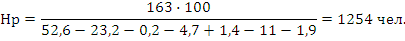 Нр = 163 · 100 / 52,6 − 23,2 − 0,2 − 4,7 + 1,4 − 11 − 1,9 = 1254 чел.